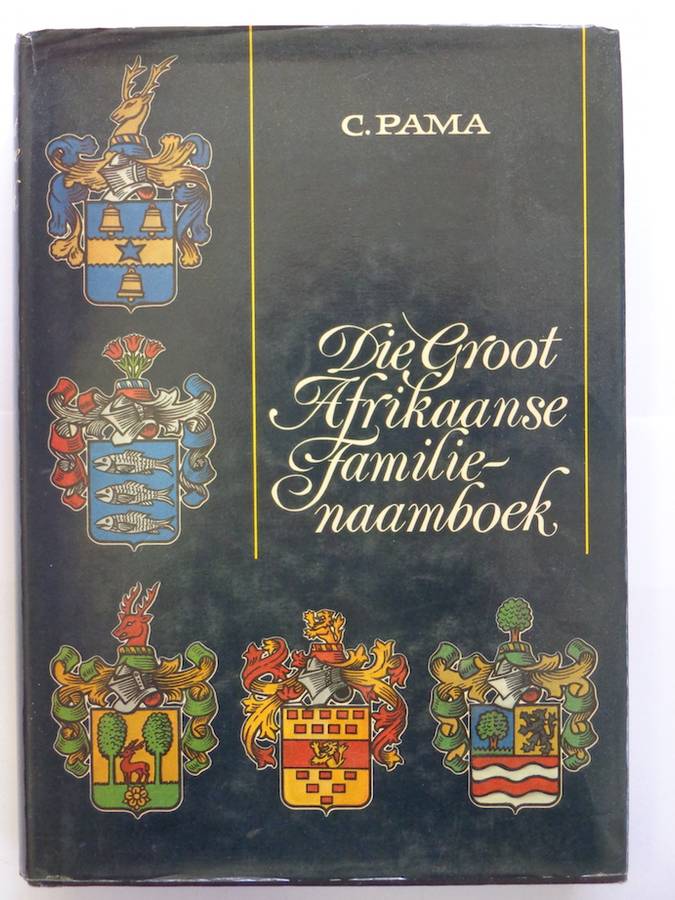 C. PAMA
Die Groot
Afrikaanse
Familie-
naamboek